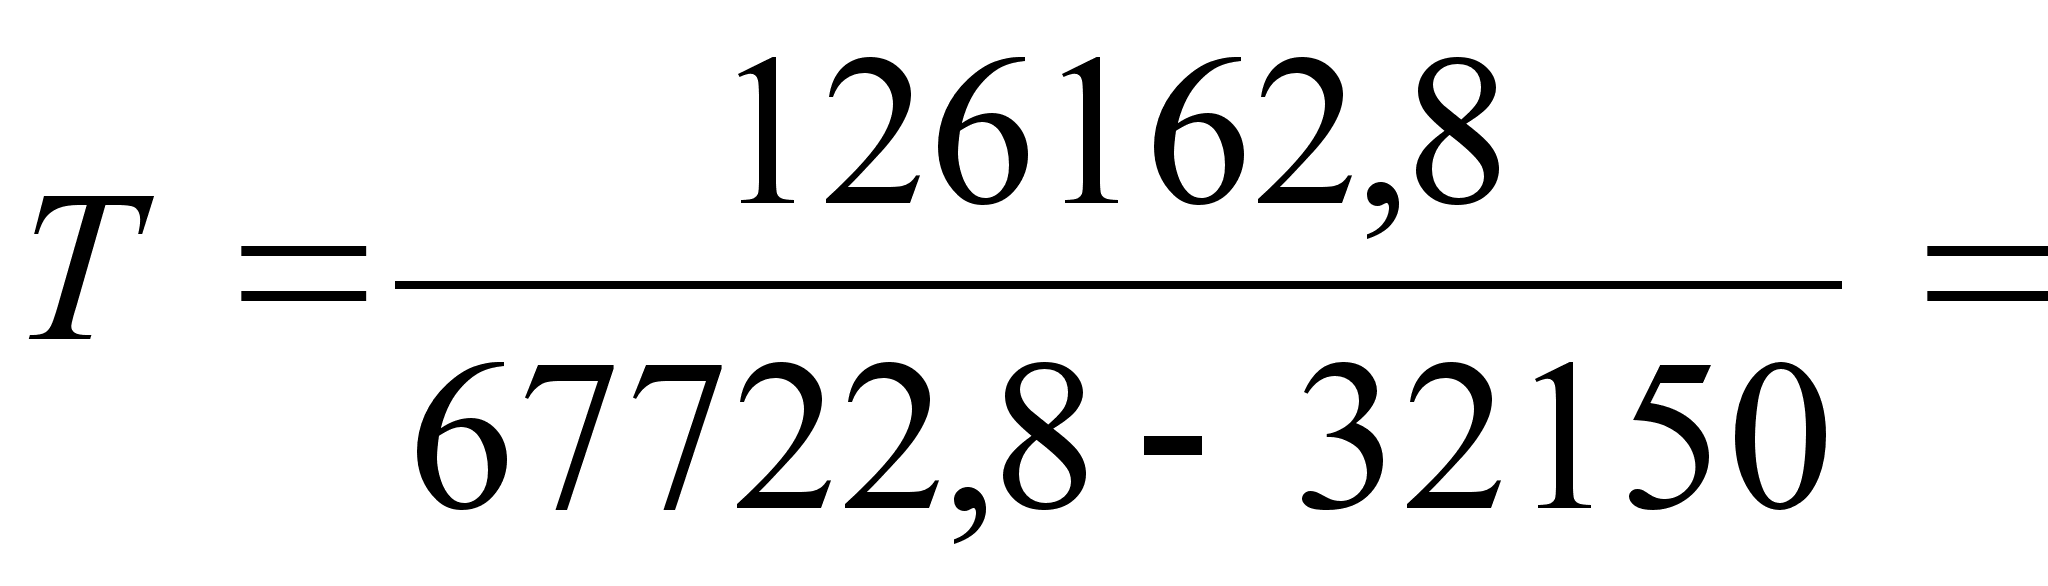 126162,8
T = =
67722,8 - 32150